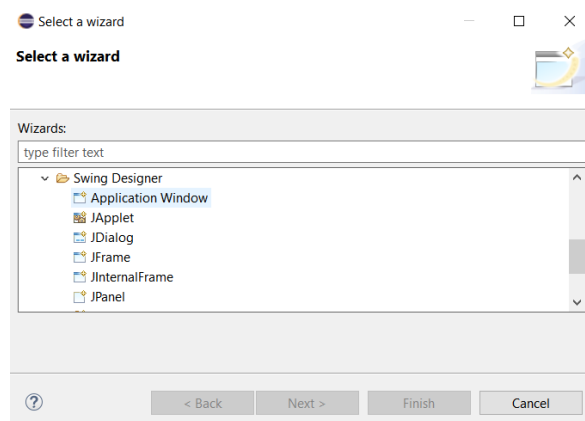 Select a wizard
Select a wizard
Wizards:
type filter text
Swing Designer
Application Window
JApplet
JDialog
JFrame
JInternalFrame
JPanel
< Back Next > Finish Cancel